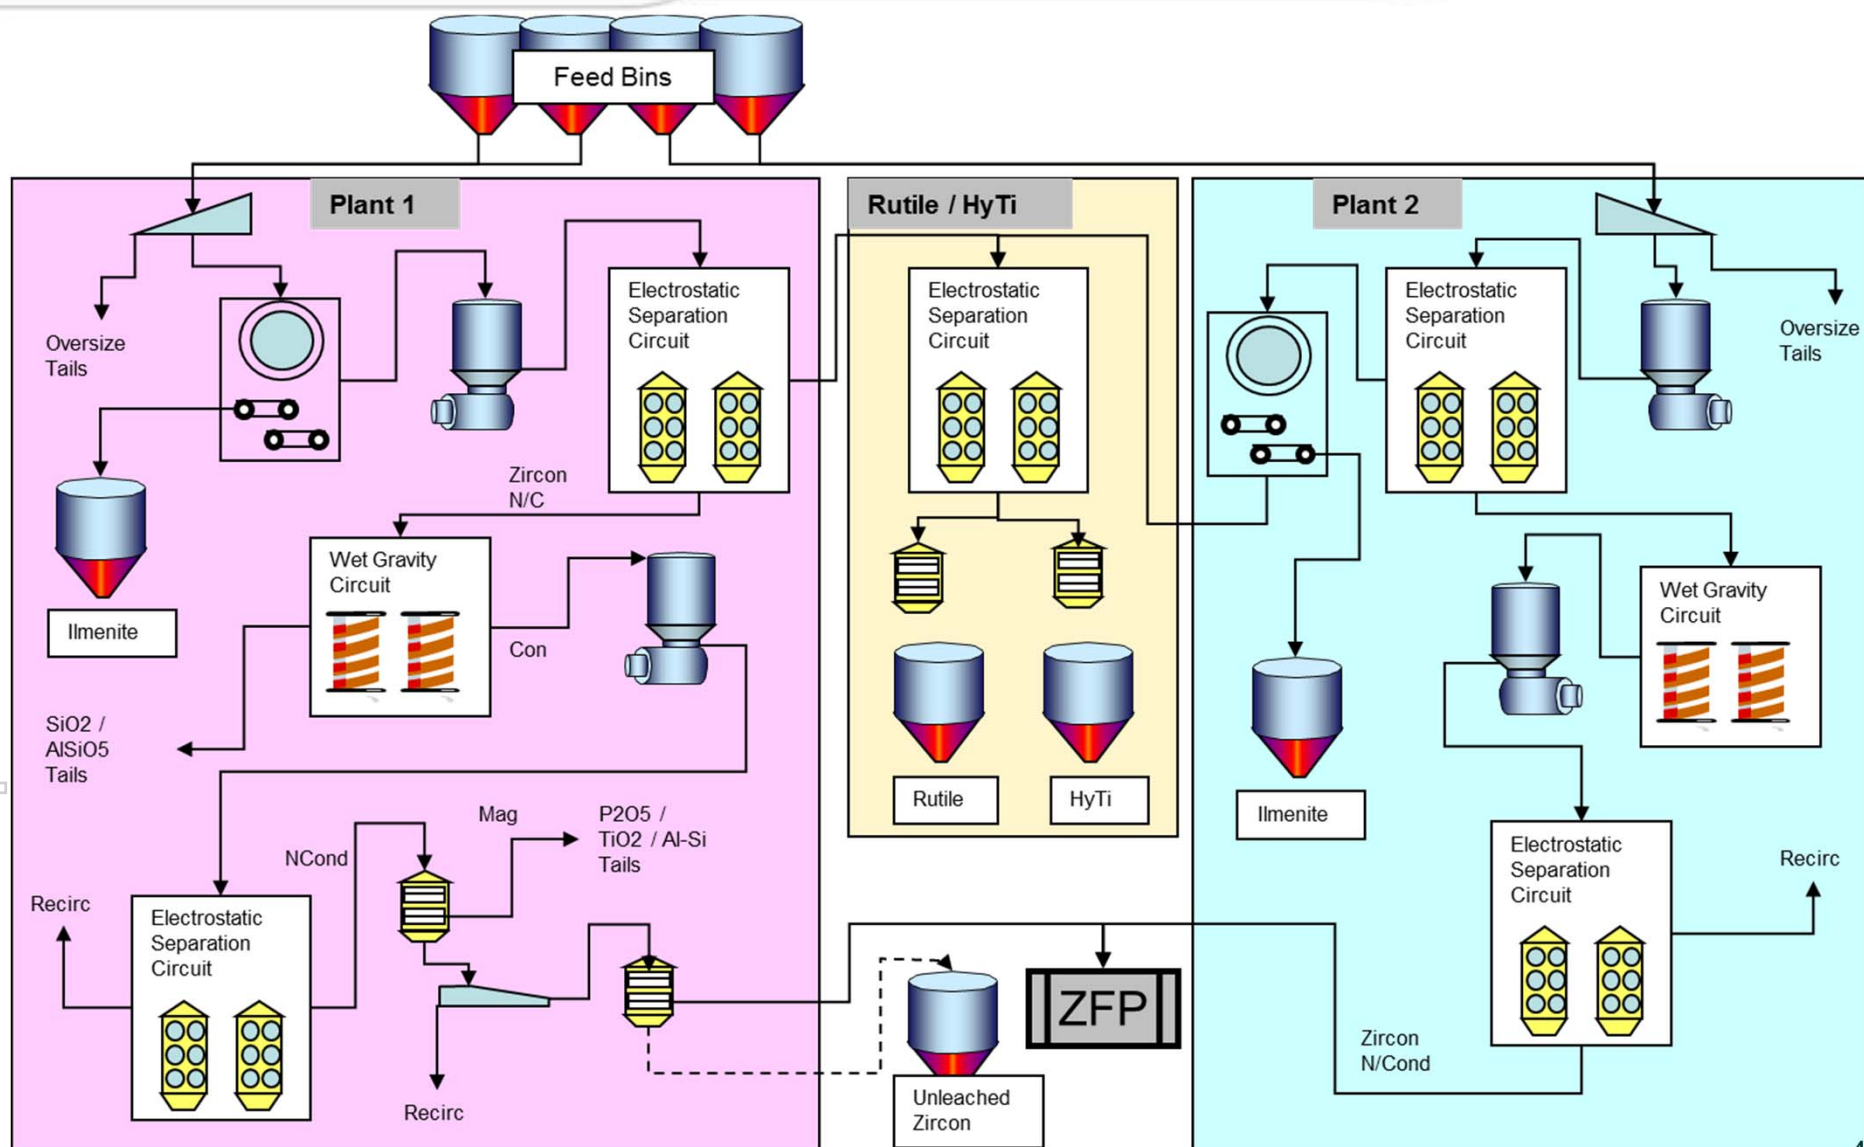 Feed Bins
Plant 1
Rutile / HyTi
Plant 2
Oversize
Tails
Electrostatic
Separation
Circuit
Electrostatic
Separation
Circuit
Electrostatic
Separation
Circuit
Oversize
Tails
Zircon
N/C
Ilmenite
Wet Gravity
Circuit
Con
Wet Gravity
Circuit
SiO2 /
AlSiO5
Tails
Rutile
HyTi
Ilmenite
Mag
P2O5 /
TiO2 / Al-Si
Tails
NCond
Recirc
Electrostatic
Separation
Circuit
Recirc
Electrostatic
Separation
Circuit
Recirc
ZFP
Unleached
Zircon
Zircon
N/Cond